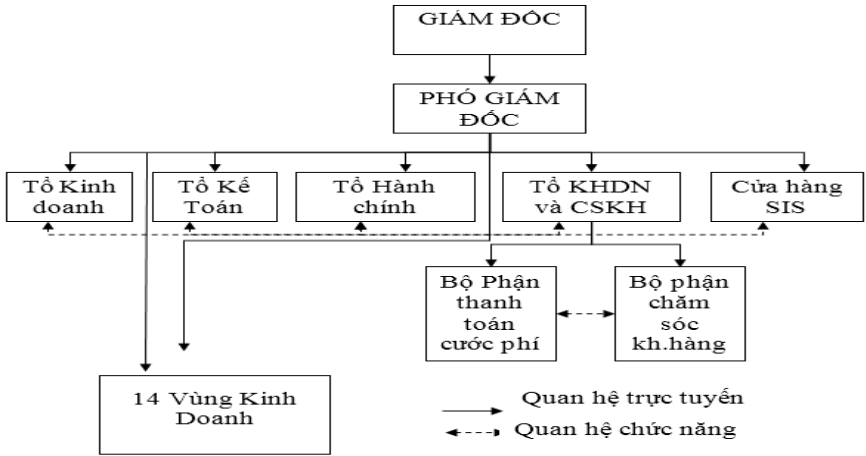 GIÁM ĐÔC
PHÓ GIÁM
ĐỐC
Tổ Kinh
doanh
Tổ Kế
Toán
Tổ Hành
chính
Tổ KHDN
và CSKH
Cửa hàng
SIS
Bộ Phận
thanh
toán
cước phí
Bộ phận
chăm
sóc
kh.hàng
14 Vùng Kinh
Doanh
Quan hệ trực tuyến
Quan hệ chức năng